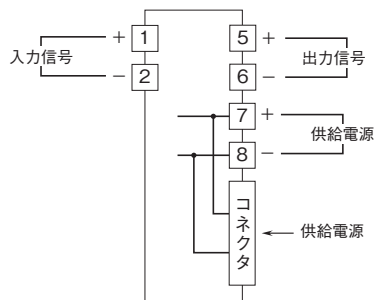 入力信号
+ 1
− 2
5 +
6 −
出力信号
7 +
8 −
供給電源
コネクタ
供給電源